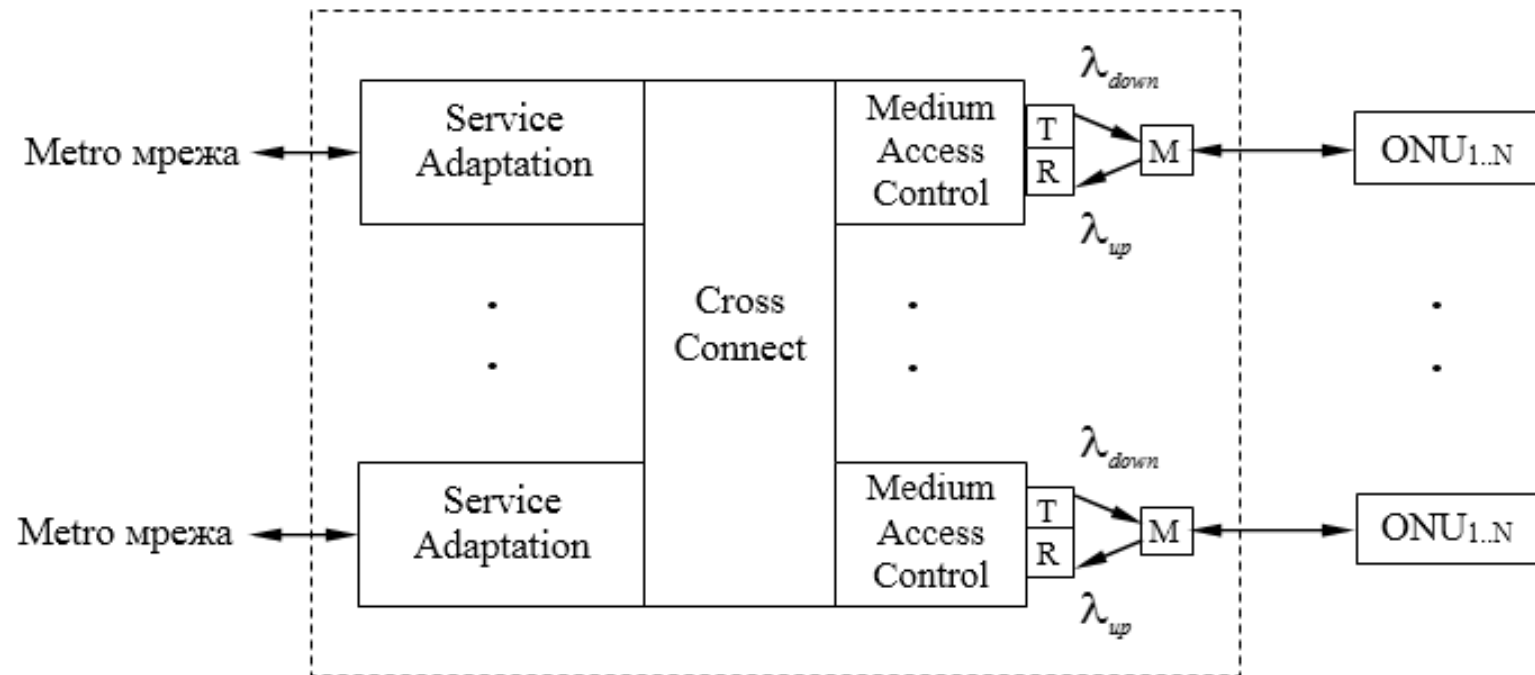 λdown
Service
Adaptation
Medium
Access
Control
T
R
M
Metro мрежа
ONU1..N
λup
Cross
Connect
λdown
Service
Adaptation
Medium
Access
Control
T
R
M
Metro мрежа
ONU1..N
λup